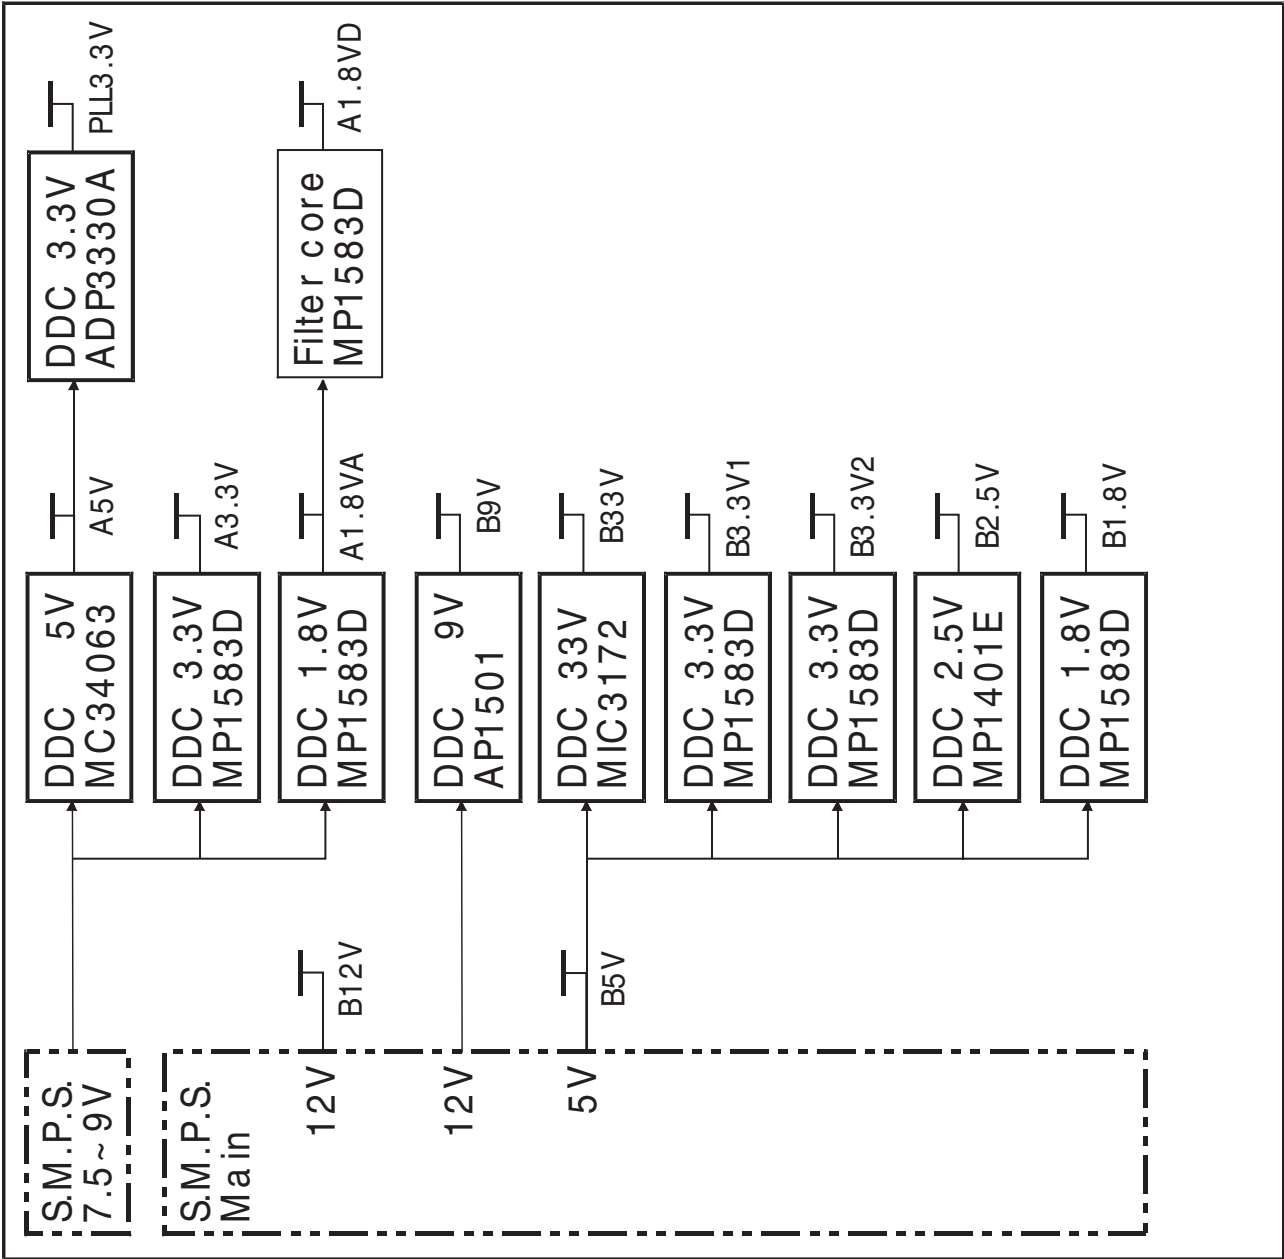 S.M.P.S.
7.5~9V
DDC 5V
MC34063
A5V
DDC 3.3V
ADP3330A
PLL3.3V
DDC 3.3V
MP1583D
A3.3V
DDC 1.8V
MP1583D
A1.8VA
Filter core
MP1583D
A1.8VD
S.M.P.S.
Main
12V
B12V
12V
DDC 9V
AP1501
B9V
5V
B5V
DDC 33V
MIC3172
B33V
DDC 3.3V
MP1583D
B3.3V1
DDC 3.3V
MP1583D
B3.3V2
DDC 2.5V
MP1401E
B2.5V
DDC 1.8V
MP1583D
B1.8V